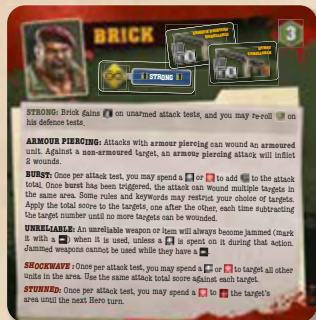 BRICK
3
STRONG
STRONG: Brick gains on unarmed attack tests, and you may re-roll on
his defence tests.
ARMOUR PIERCING: Attacks with armour piercing can wound an armoured
unit. Against a non-armoured target, an armour piercing attack will inflict
2 wounds.
BURST: Once per attack test, you may spend a or to add to the attack
total. Once burst has been triggered, the attack can wound multiple targets in
the same area. Some rules and keywords may restrict your choice of targets.
Apply the total score to the targets, one after the other, each time subtracting
the target number until no more targets can be wounded.
UNRELIABLE: An unreliable weapon or item will always become jammed (mark
it with a ) when it is used, unless a is spent on it during that action.
Jammed weapons cannot be used while they have a .
SHOCKWAVE: Once per attack test, you may spend a or to target all other
units in the area. Use the same attack total score against each target.
STUNNED: Once per attack test, you may spend a to the target's
area until the next Hero turn.